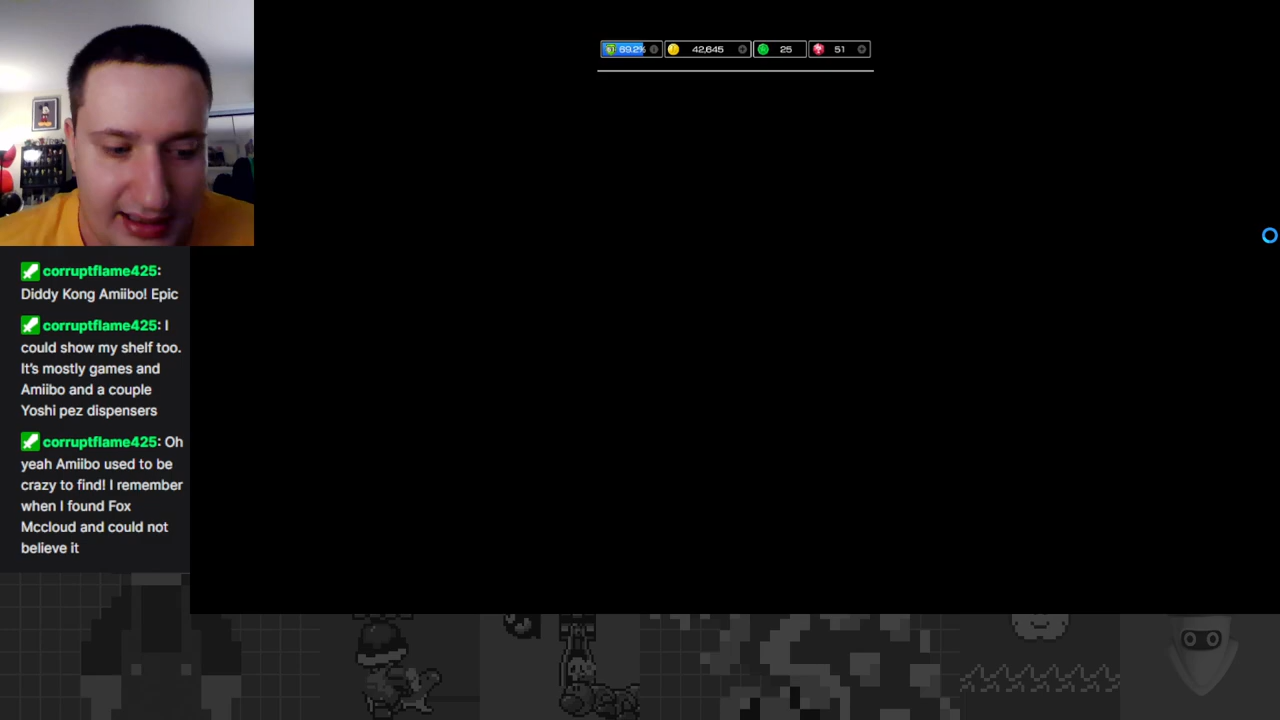 69.2% 42,645 25 51
corruptflame425:
Diddy Kong Amiibo! Epic
corruptflame425: I
could show my shelf too.
It's mostly games and
Amiibo and a couple
Yoshi pez dispensers
corruptflame425: Oh
yeah Amiibo used to be
crazy to find! I remember
when I found Fox
Mccloud and could not
believe it